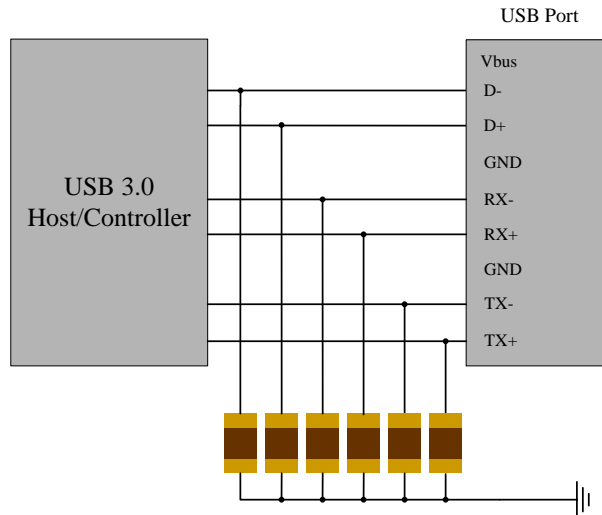 USB Port
Vbus
D-
D+
GND
USB 3.0
Host/Controller
RX-
RX+
GND
TX-
TX+